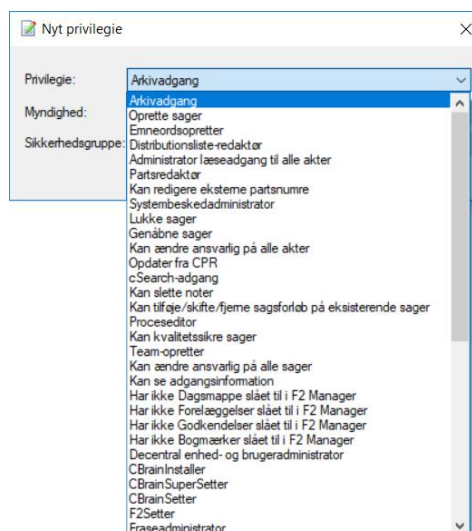 Nyt privilegie
Privilegie: Arkivadgang
Myndighed:
Sikkerhedsgruppe:
Arkivadgang
Oprette sager
Emneordsopretter
Distributionsliste-redaktør
Administrator læseadgang til alle akter
Partsredaktør
Kan redigere eksterne partsnumre
Systembeskedadministrator
Lukke sager
Genåbne sager
Kan ændre ansvarlig på alle akter
Opdater fra CPR
cSearch-adgang
Kan slette noter
Kan tilføje/skifte/fjerne sagsforløb på eksisterende sager
Proceseditor
Kan kvalitetssikre sager
Team-opretter
Kan ændre ansvarlig på alle sager
Kan se adgangsinformation
Har ikke Dagsmappe slået til i F2 Manager
Har ikke Forelæggelser slået til i F2 Manager
Har ikke Godkendelser slået til i F2 Manager
Har ikke Bogmærker slået til i F2 Manager
Decentral enhed- og brugeradministrator
CBrainInstaller
CBrainSuperSetter
CBrainSetter
F2Setter
Fraseadministrator